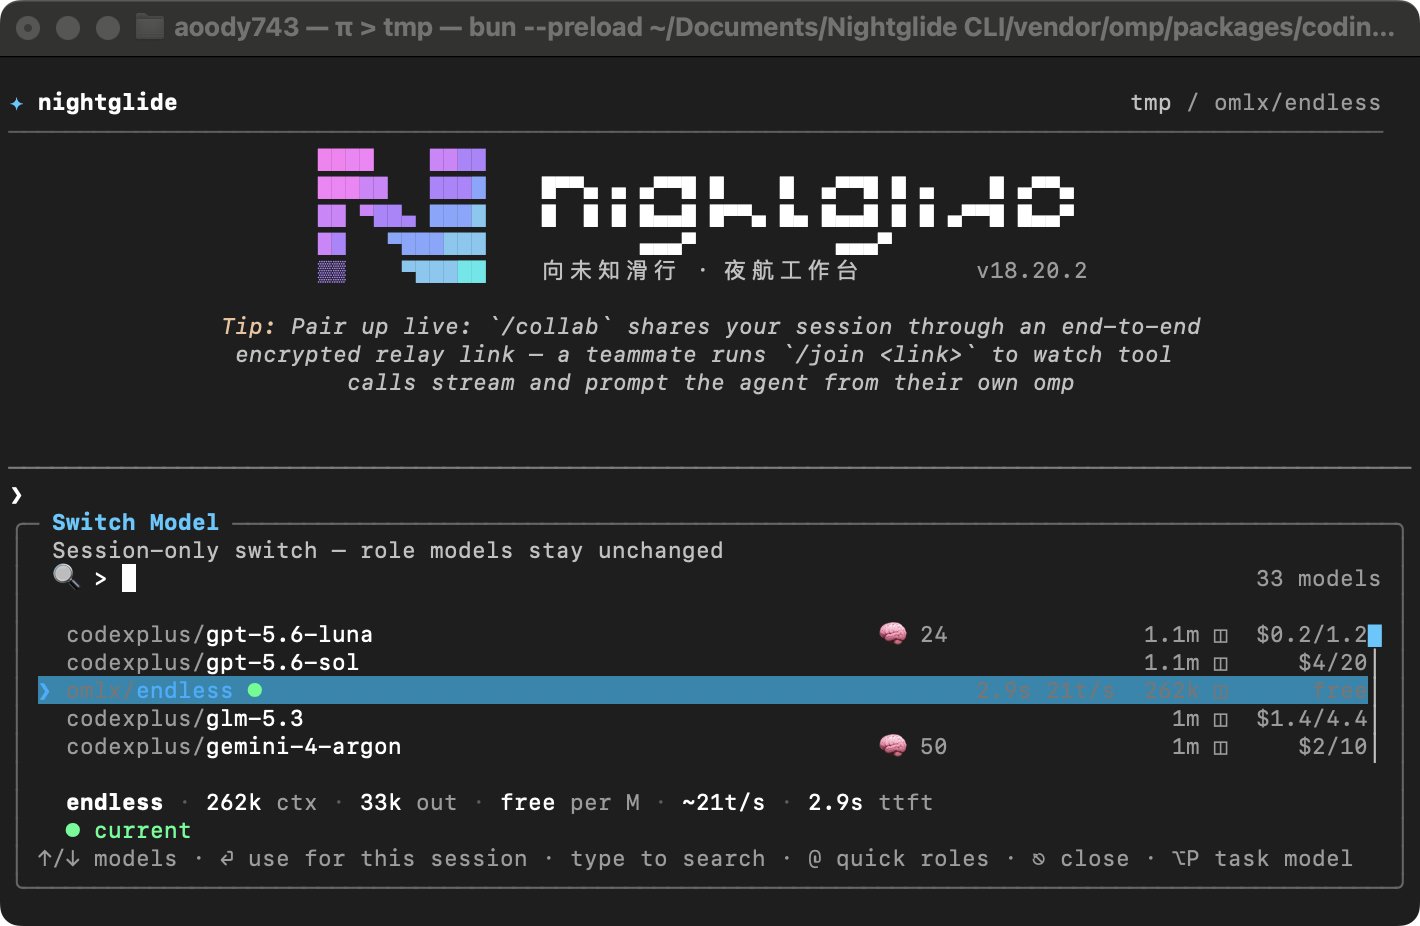 aoody743 — π > tmp — bun --preload ~/Documents/Nightglide CLI/vendor/omp/packages/codin...
✦ nightglide tmp / omlx/endless
nightglide
向未知滑行 · 夜航工作台 v18.20.2
Tip: Pair up live: `/collab` shares your session through an end-to-end
encrypted relay link — a teammate runs `/join <link>` to watch tool
calls stream and prompt the agent from their own omp
❯
Switch Model
Session-only switch — role models stay unchanged
🔍 > 33 models
codexplus/gpt-5.6-luna 🧠 24 1.1m ◫ $0.2/1.2
codexplus/gpt-5.6-sol 1.1m ◫ $4/20
❯ omlx/endless ● 2.9s 21t/s 262k ◫ free
codexplus/glm-5.3 1m ◫ $1.4/4.4
codexplus/gemini-4-argon 🧠 50 1m ◫ $2/10
endless · 262k ctx · 33k out · free per M · ~21t/s · 2.9s ttft
● current
↑/↓ models · ⏎ use for this session · type to search · @ quick roles · ⎋ close · ⌥P task model